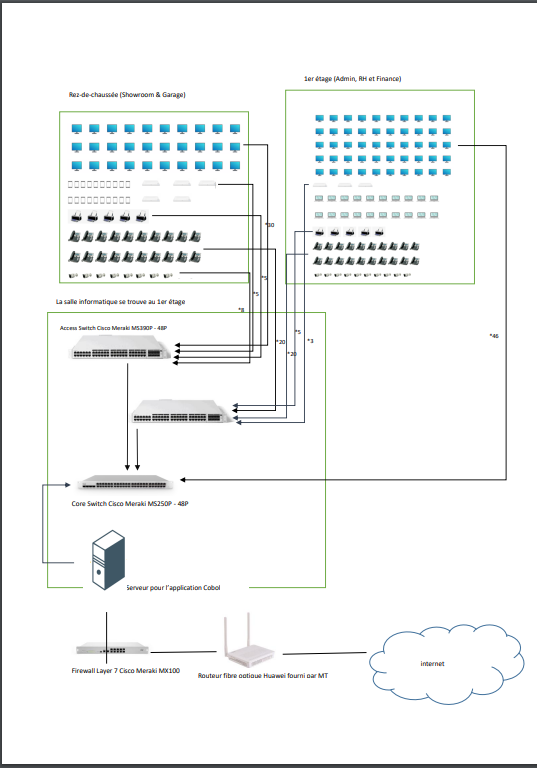 1er étage (Admin, RH et Finance)
Rez-de-chaussée (Showroom & Garage)
*30
*5
*5
*8
La salle informatique se trouve au 1er étage
Access Switch Cisco Meraki MS390P - 48P
*20
*5
*20
*3
*46
Core Switch Cisco Meraki MS250P - 48P
Serveur pour l'application Cobol
Firewall Layer 7 Cisco Meraki MX100
Routeur fibre optique Huawei fourni par MT
internet